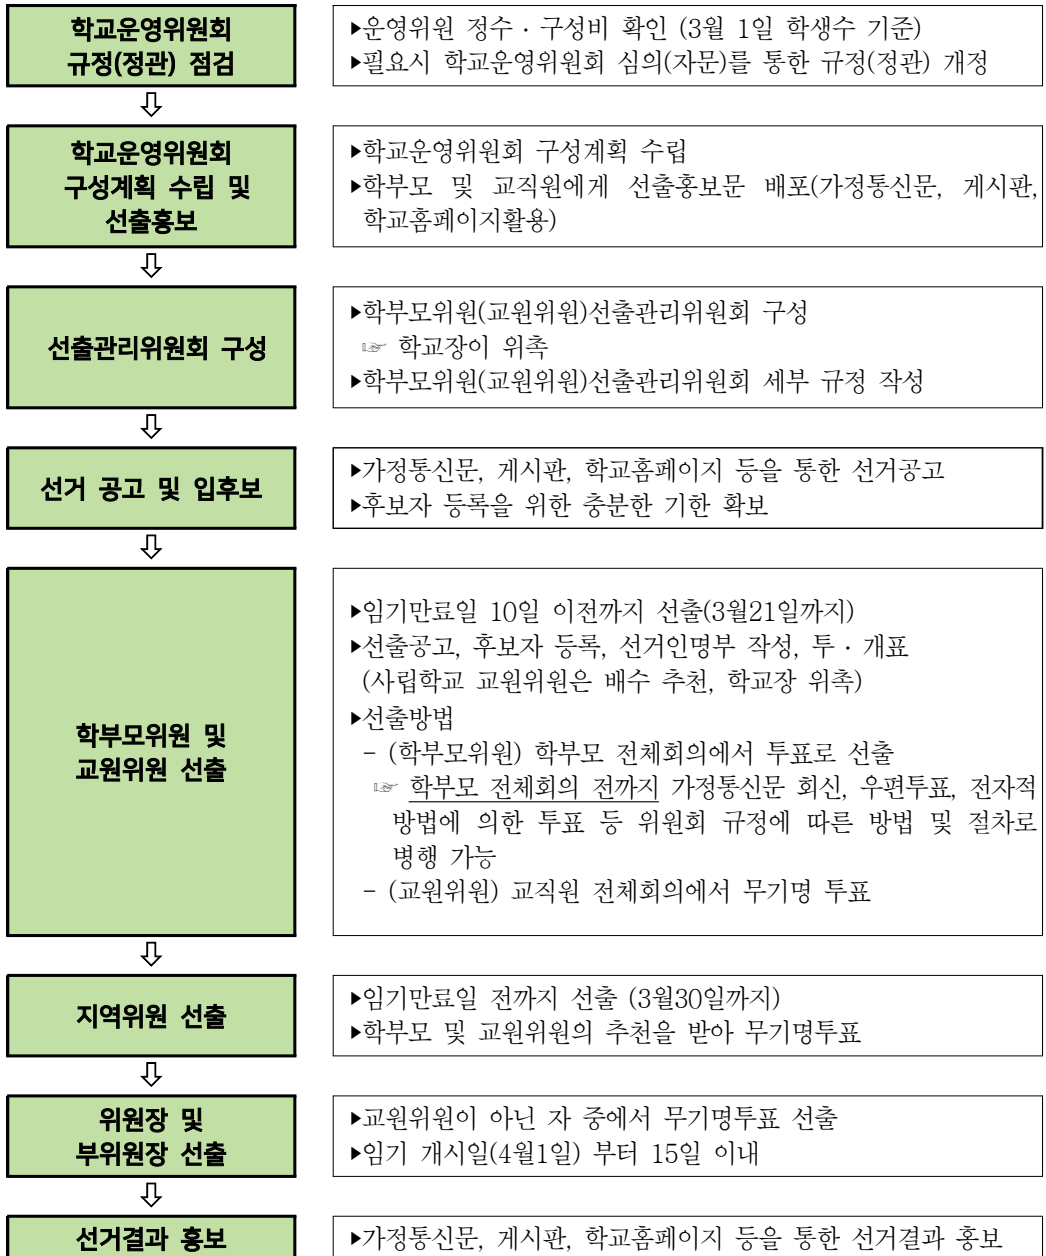 학교운영위원회
규정(정관) 점검
▶운영위원 정수 · 구성비 확인 (3월 1일 학생수 기준)
▶필요시 학교운영위원회 심의(자문)를 통한 규정(정관) 개정
⇩
학교운영위원회
구성계획 수립 및
선출홍보
▶학교운영위원회 구성계획 수립
▶학부모 및 교직원에게 선출홍보문 배포(가정통신문, 게시판,
학교홈페이지활용)
⇩
선출관리위원회 구성
▶학부모위원(교원위원)선출관리위원회 구성
☞ 학교장이 위촉
▶학부모위원(교원위원)선출관리위원회 세부 규정 작성
⇩
선거 공고 및 입후보
▶가정통신문, 게시판, 학교홈페이지 등을 통한 선거공고
▶후보자 등록을 위한 충분한 기한 확보
⇩
학부모위원 및
교원위원 선출
▶임기만료일 10일 이전까지 선출(3월21일까지)
▶선출공고, 후보자 등록, 선거인명부 작성, 투 · 개표
(사립학교 교원위원은 배수 추천, 학교장 위촉)
▶선출방법
- (학부모위원) 학부모 전체회의에서 투표로 선출
☞ 학부모 전체회의 전까지 가정통신문 회신, 우편투표, 전자적
방법에 의한 투표 등 위원회 규정에 따른 방법 및 절차로
병행 가능
- (교원위원) 교직원 전체회의에서 무기명 투표
⇩
지역위원 선출
▶임기만료일 전까지 선출 (3월30일까지)
▶학부모 및 교원위원의 추천을 받아 무기명투표
⇩
위원장 및
부위원장 선출
▶교원위원이 아닌 자 중에서 무기명투표 선출
▶임기 개시일(4월1일) 부터 15일 이내
⇩
선거결과 홍보
▶가정통신문, 게시판, 학교홈페이지 등을 통한 선거결과 홍보